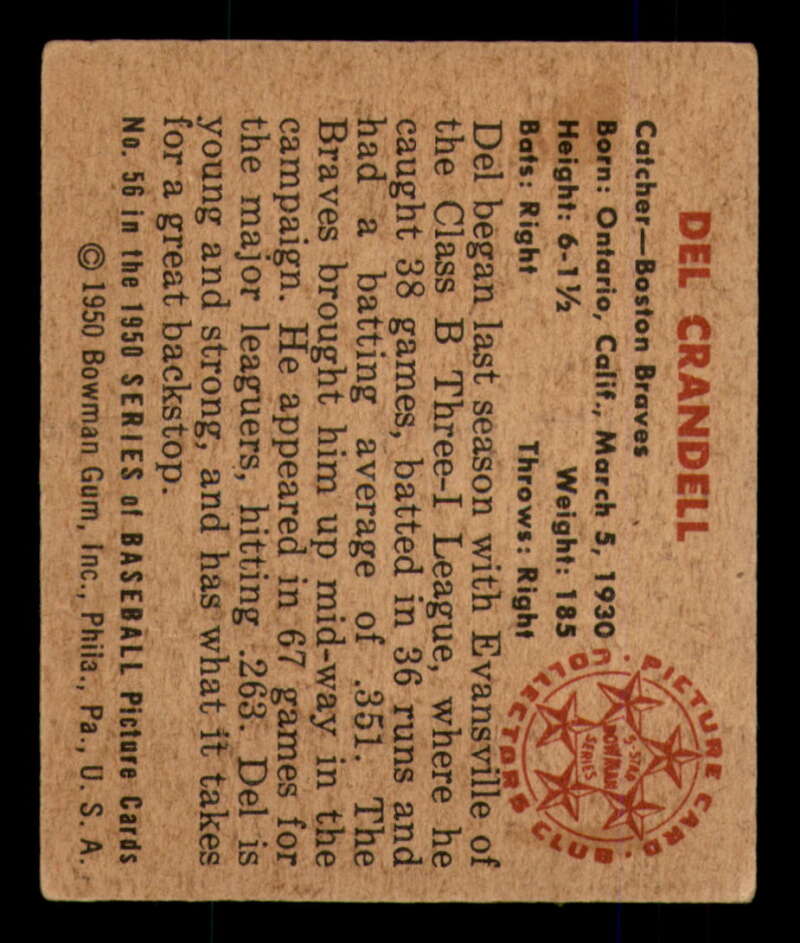 DEL CRANDELL
Catcher—Boston Braves
Born: Ontario, Calif., March 5, 1930
Height: 6-1½ Weight: 185
Bats: Right Throws: Right
Del began last season with Evansville of
the Class B Three-I League, where he
caught 38 games, batted in 36 runs and
had a batting average of .351. The
Braves brought him up mid-way in the
campaign. He appeared in 67 games for
the major leaguers, hitting .263. Del is
young and strong, and has what it takes
for a great backstop.
No. 56 in the 1950 SERIES of BASEBALL Picture Cards
© 1950 Bowman Gum, Inc., Phila., Pa., U. S. A.
PICTURE CARD COLLECTORS CLUB
5-STAR
BOWMAN
SERIES